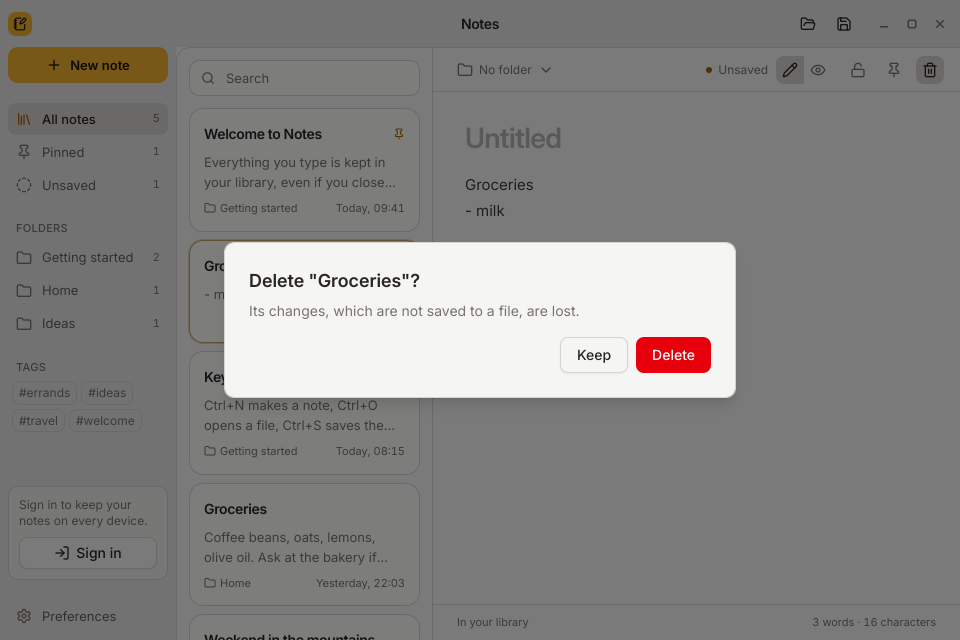 Notes
New note
All notes 5
Pinned 1
Unsaved 1
FOLDERS
Getting started 2
Home 1
Ideas 1
TAGS
#errands #ideas
#travel #welcome
Sign in to keep your
notes on every device.
Sign in
Preferences
Search
Welcome to Notes
Everything you type is kept in
your library, even if you close...
Getting started Today, 09:41
Ctrl+N makes a note, Ctrl+O
opens a file, Ctrl+S saves the...
Getting started Today, 08:15
Groceries
Coffee beans, oats, lemons,
olive oil. Ask at the bakery if...
Home Yesterday, 22:03
Weekend in the mountains
No folder
Unsaved
Untitled
Groceries
- milk
In your library
3 words · 16 characters
Delete "Groceries"?
Its changes, which are not saved to a file, are lost.
Keep
Delete